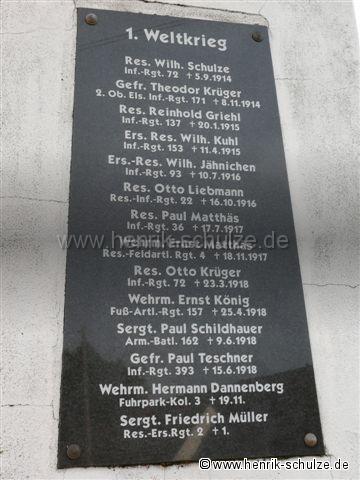 1. Weltkrieg
Res. Wilh. Schulze
Inf.-Rgt. 72 † 5.9.1914
Gefr. Theodor Krüger
2. Ob. Els. Inf.-Rgt. 171 † 8.11.1914
Res. Reinhold Griehl
Inf.-Rgt. 137 † 20.1.1915
Ers. Res. Wilh. Kuhl
Inf.-Rgt. 153 † 11.4.1915
Ers.-Res. Wilh. Jähnichen
Inf.-Rgt. 93 † 10.7.1916
Res. Otto Liebmann
Res.-Inf.-Rgt. 22 † 16.10.1916
Res. Paul Matthäs
Inf.-Rgt. 36 † 17.7.1917
www.henrik-schulze.de
Wehrm. Ernst Matthäs
Res.-Feldartl. Rgt. 4 † 18.11.1917
Res. Otto Krüger
Inf.-Rgt. 72 † 23.3.1918
Wehrm. Ernst König
Fuß-Artl.-Rgt. 157 † 25.4.1918
Sergt. Paul Schildhauer
Arm.-Batl. 162 † 9.6.1918
Gefr. Paul Teschner
Inf.-Rgt. 393 † 15.6.1918
Wehrm. Hermann Dannenberg
Fuhrpark-Kol. 3 † 19.11.
Sergt. Friedrich Müller
Res.-Ers.Rgt. 2 † 1.
©www.henrik-schulze.de